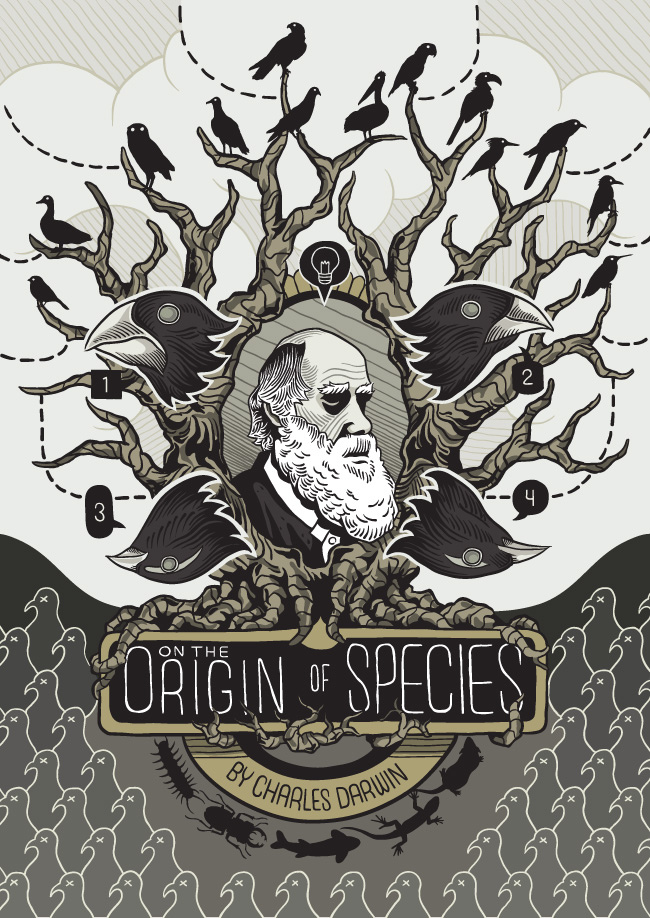 1
2
3
4
ON THE
ORIGIN OF SPECIES
BY CHARLES DARWIN